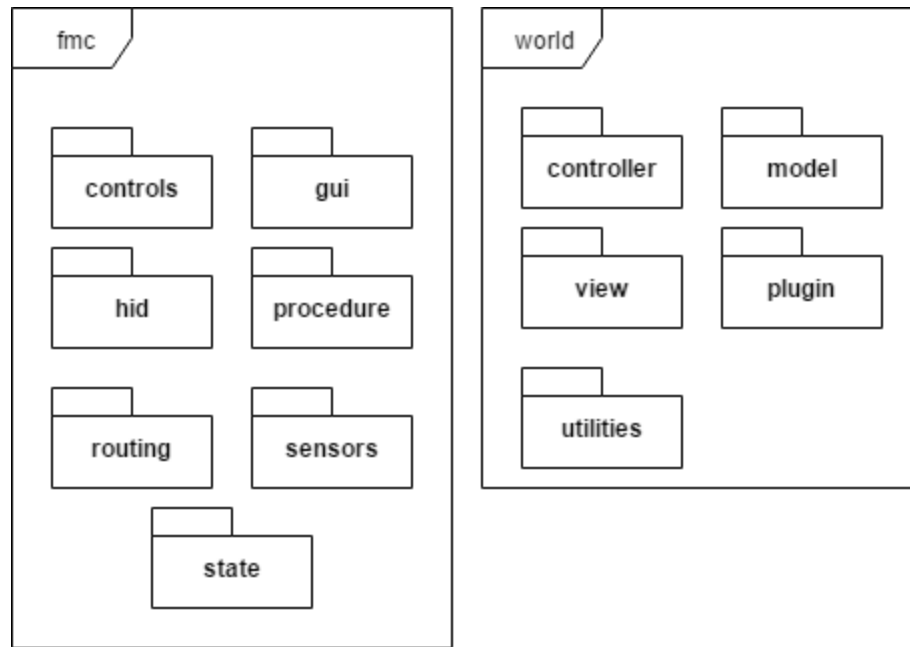 fmc
controls
gui
hid
procedure
routing
sensors
state
world
controller
model
view
plugin
utilities